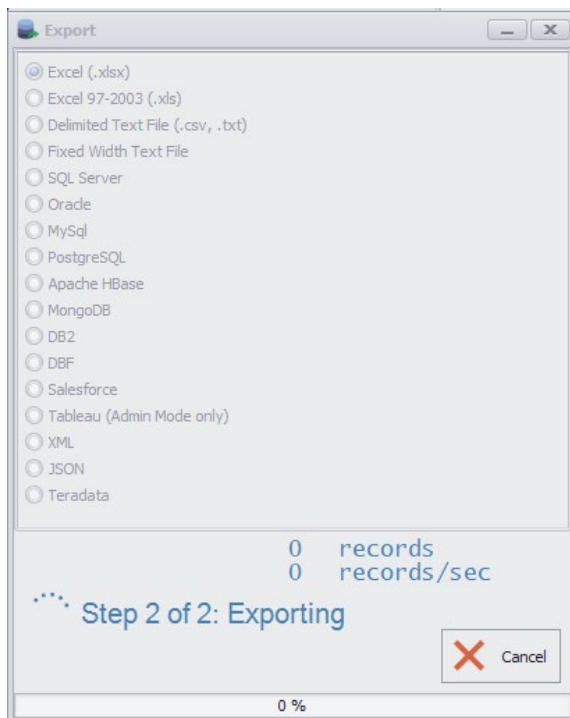 Export
Excel (.xlsx)
Excel 97-2003 (.xls)
Delimited Text File (.csv, .txt)
Fixed Width Text File
SQL Server
Oracle
MySql
PostgreSQL
Apache HBase
MongoDB
DB2
DBF
Salesforce
Tableau (Admin Mode only)
XML
JSON
Teradata
0 records
0 records/sec
Step 2 of 2: Exporting
Cancel
0 %